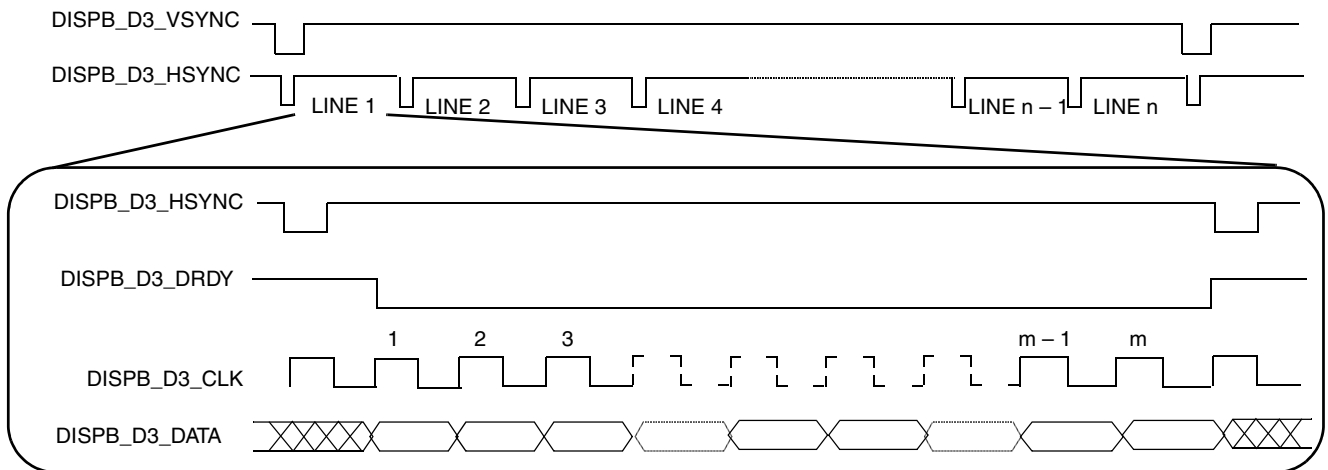 DISPB_D3_VSYNC
DISPB_D3_HSYNC
LINE 1 LINE 2 LINE 3 LINE 4 LINE n – 1 LINE n
DISPB_D3_HSYNC
DISPB_D3_DRDY
1 2 3 m – 1 m
DISPB_D3_CLK
DISPB_D3_DATA